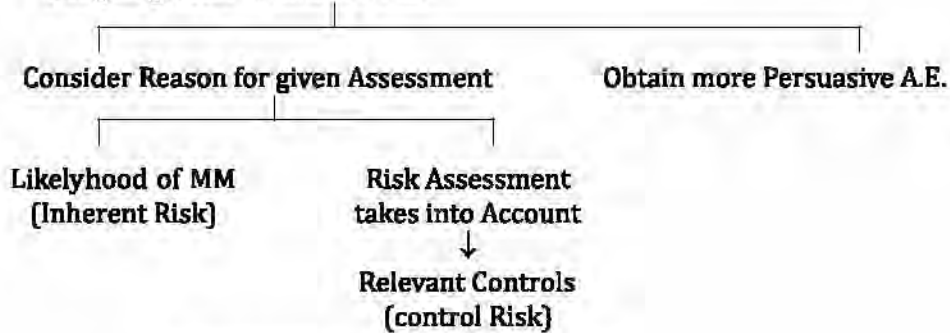 Consider Reason for given Assessment
Obtain more Persuasive A.E.
Likelyhood of MM
(Inherent Risk)
Risk Assessment
takes into Account
Relevant Controls
(control Risk)